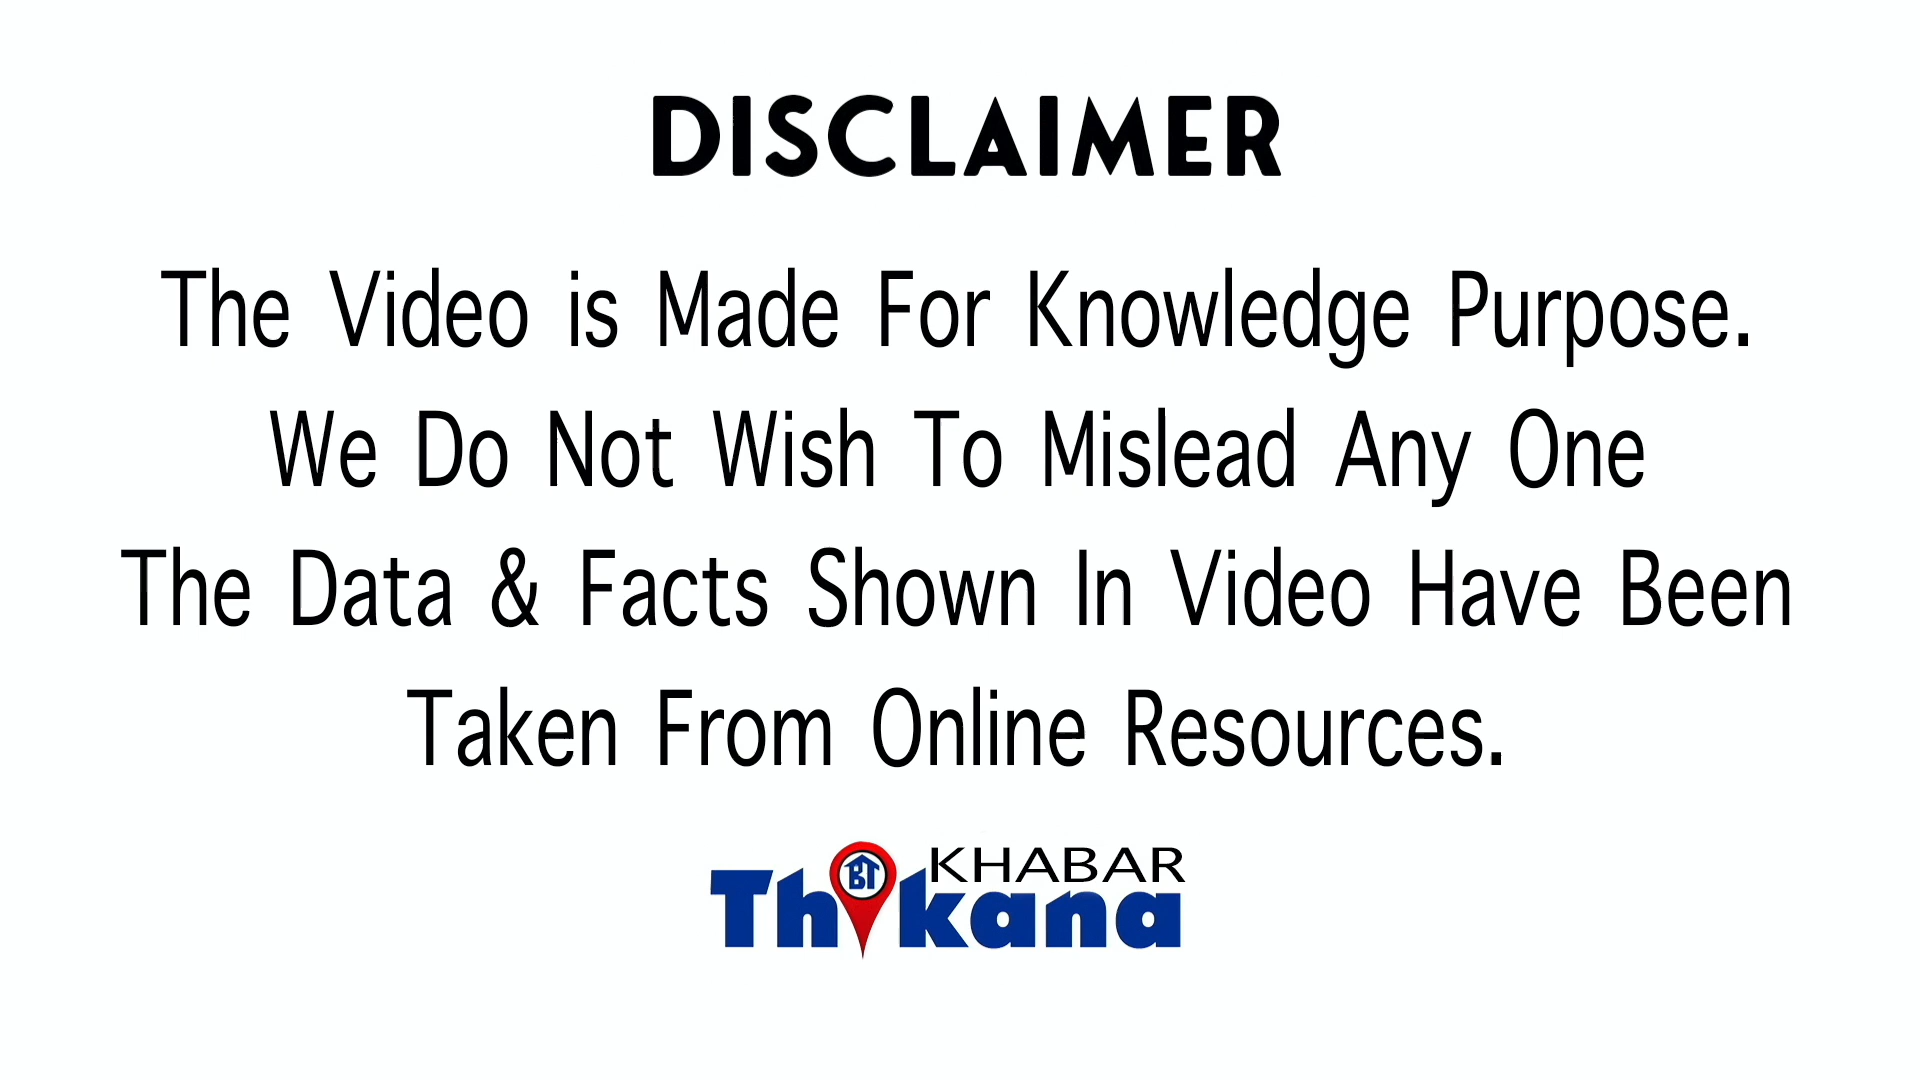 DISCLAIMER
The Video is Made For Knowledge Purpose.
We Do Not Wish To Mislead Any One
The Data & Facts Shown In Video Have Been
Taken From Online Resources.
KHABAR
BT
Thikana